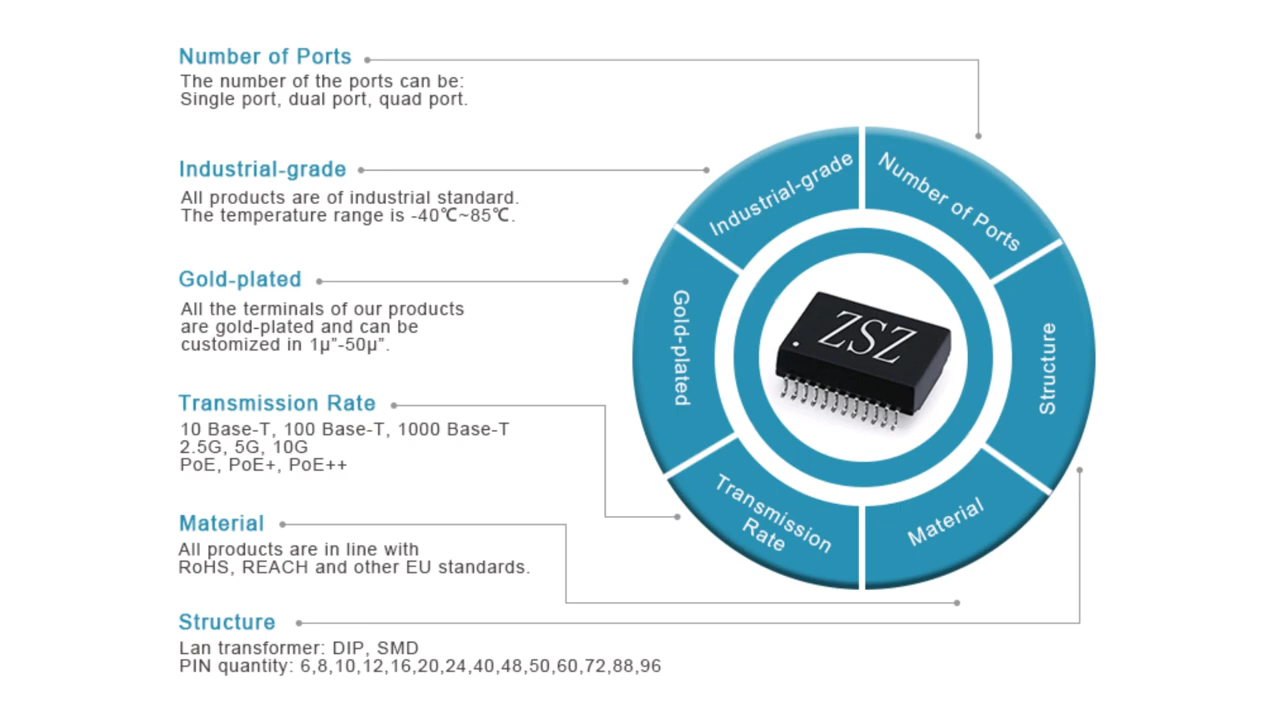 Number of Ports
The number of the ports can be:
Single port, dual port, quad port.
Industrial-grade
All products are of industrial standard.
The temperature range is -40℃~85℃.
Gold-plated
All the terminals of our products
are gold-plated and can be
customized in 1μ"-50μ".
Transmission Rate
10 Base-T, 100 Base-T, 1000 Base-T
2.5G, 5G, 10G
PoE, PoE+, PoE++
Material
All products are in line with
RoHS, REACH and other EU standards.
Structure
Lan transformer: DIP, SMD
PIN quantity: 6,8,10,12,16,20,24,40,48,50,60,72,88,96
Industrial-grade
Number of Ports
Gold-plated
Structure
Transmission
Rate
Material
ZSZ